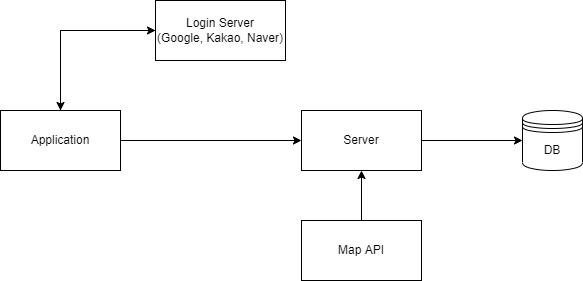 Login Server
(Google, Kakao, Naver)
Application
Server
DB
Map API